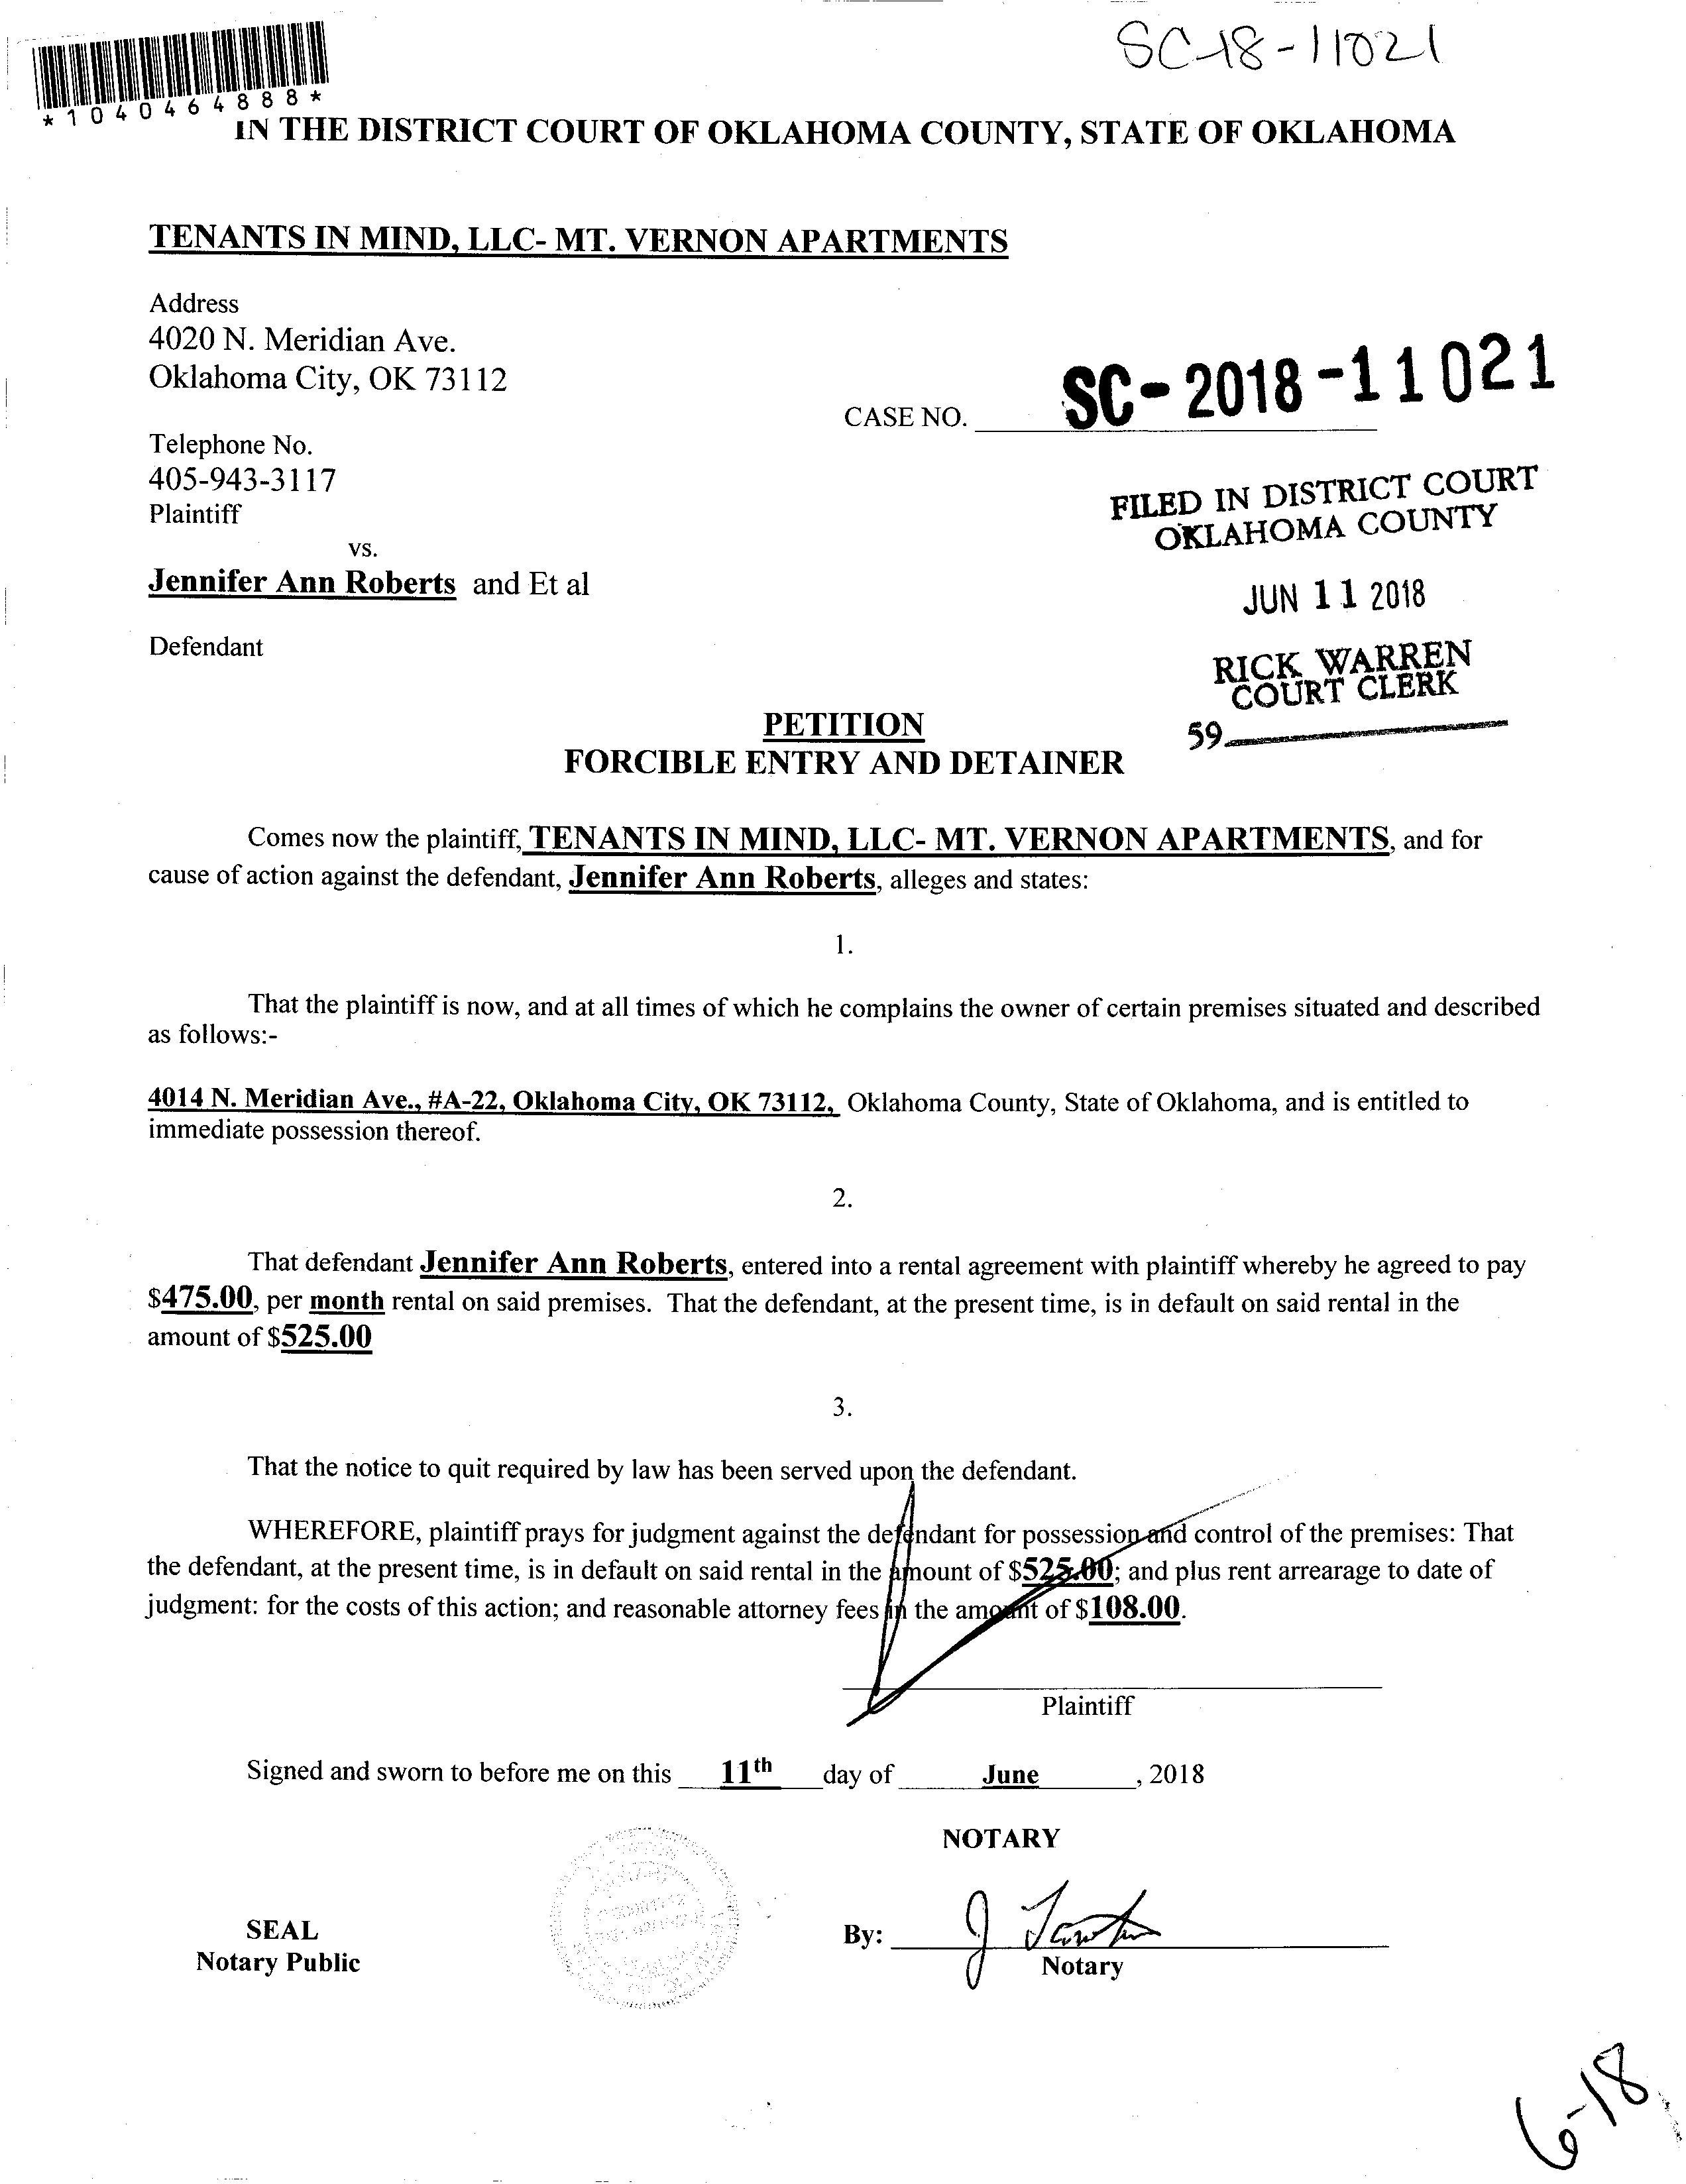 SC-18-11021
*1040464888*
IN THE DISTRICT COURT OF OKLAHOMA COUNTY, STATE OF OKLAHOMA
TENANTS IN MIND, LLC- MT. VERNON APARTMENTS
Address
4020 N. Meridian Ave.
Oklahoma City, OK 73112
CASE NO. SC-2018-11021
Telephone No.
405-943-3117
Plaintiff
FILED IN DISTRICT COURT
OKLAHOMA COUNTY
vs.
Jennifer Ann Roberts and Et al
JUN 11 2018
Defendant
RICK WARREN
COURT CLERK
59
PETITION
FORCIBLE ENTRY AND DETAINER
Comes now the plaintiff, TENANTS IN MIND, LLC- MT. VERNON APARTMENTS, and for
cause of action against the defendant, Jennifer Ann Roberts, alleges and states:
1.
That the plaintiff is now, and at all times of which he complains the owner of certain premises situated and described
as follows:-
4014 N. Meridian Ave., #A-22, Oklahoma City, OK 73112, Oklahoma County, State of Oklahoma, and is entitled to
immediate possession thereof.
2.
That defendant Jennifer Ann Roberts, entered into a rental agreement with plaintiff whereby he agreed to pay
$475.00, per month rental on said premises. That the defendant, at the present time, is in default on said rental in the
amount of $525.00
3.
That the notice to quit required by law has been served upon the defendant.
WHEREFORE, plaintiff prays for judgment against the defendant for possession and control of the premises: That
the defendant, at the present time, is in default on said rental in the amount of $525.00; and plus rent arrearage to date of
judgment: for the costs of this action; and reasonable attorney fees in the amount of $108.00.
Plaintiff
Signed and sworn to before me on this 11th day of June, 2018
NOTARY
SEAL
Notary Public
By:
Notary
6-18